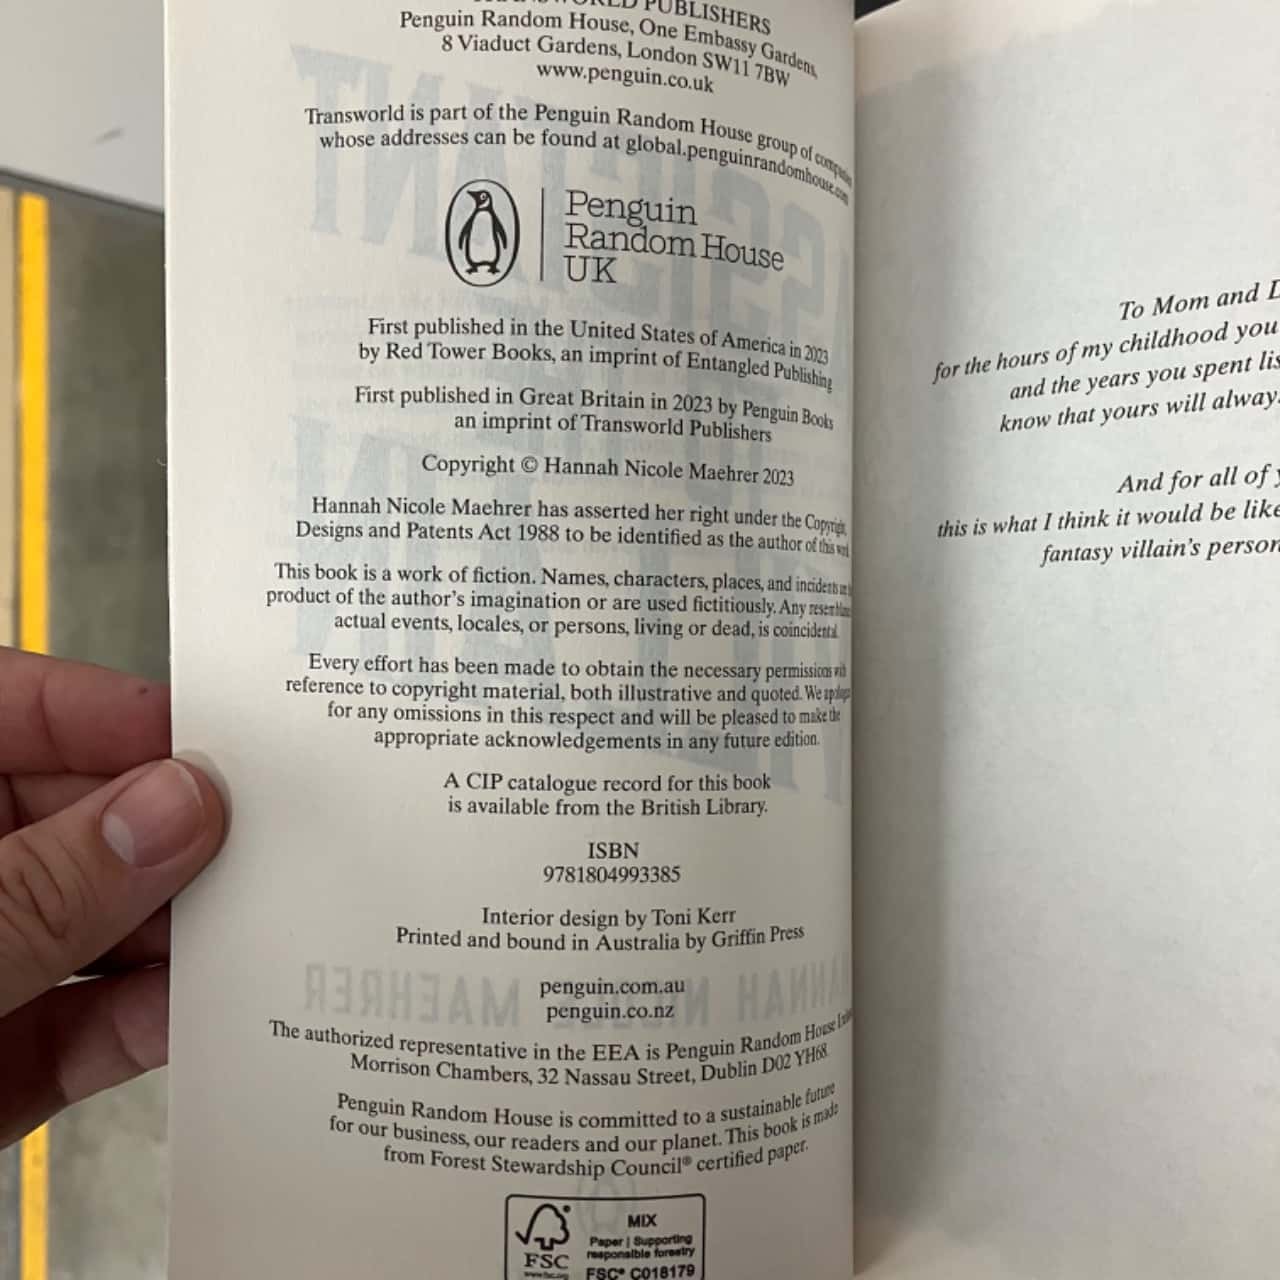 PUBLISHERS
Penguin Random House, One Embassy Gardens,
8 Viaduct Gardens, London SW11 7BW
www.penguin.co.uk
Transworld is part of the Penguin Random House group of companies
whose addresses can be found at global.penguinrandomhouse.com
Penguin
Random House
UK
First published in the United States of America in 2023
by Red Tower Books, an imprint of Entangled Publishing
First published in Great Britain in 2023 by Penguin Books
an imprint of Transworld Publishers
Copyright © Hannah Nicole Maehrer 2023
Hannah Nicole Maehrer has asserted her right under the Copyright,
Designs and Patents Act 1988 to be identified as the author of this work
This book is a work of fiction. Names, characters, places, and incidents are
product of the author's imagination or are used fictitiously. Any
actual events, locales, or persons, living or dead, is coincidental.
Every effort has been made to obtain the necessary permissions with
reference to copyright material, both illustrative and quoted. We
for any omissions in this respect and will be pleased to make the
appropriate acknowledgements in any future edition.
A CIP catalogue record for this book
is available from the British Library.
ISBN
9781804993385
Interior design by Toni Kerr
Printed and bound in Australia by Griffin Press
penguin.com.au
penguin.co.nz
The authorized representative in the EEA is Penguin Random House
Morrison Chambers, 32 Nassau Street, Dublin D02 YH68
Penguin Random House is committed to a sustainable future
for our business, our readers and our planet. This book is made
from Forest Stewardship Council® certified paper.
FSC
www.fsc.org
MIX
Paper | Supporting
responsible forestry
FSC® C018179
To Mom and
for the hours of my childhood you
and the years you spent
know that yours will
And for all of
this is what I think it would be like
fantasy villain's